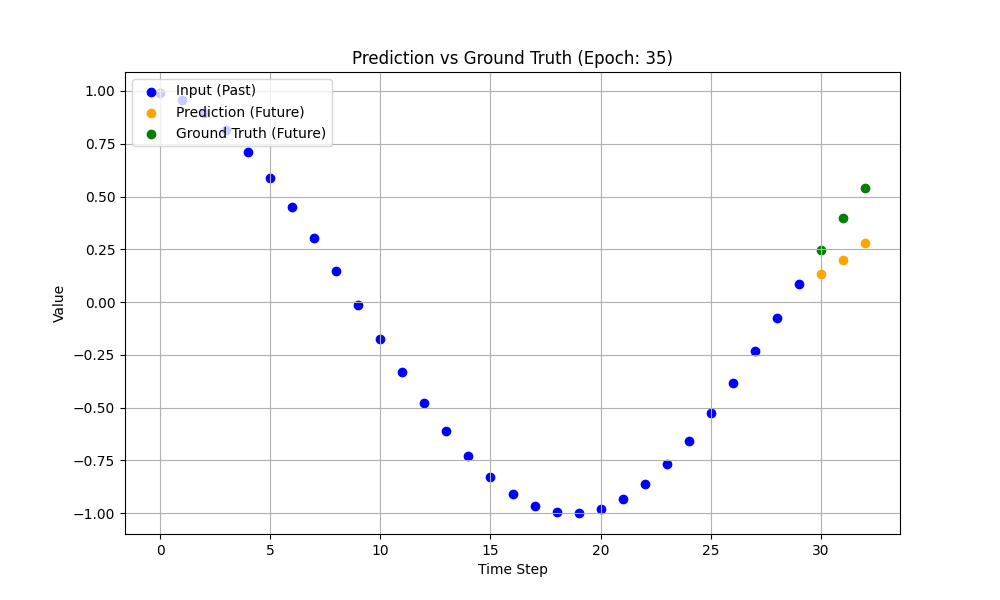 Prediction vs Ground Truth (Epoch: 35)
Input (Past)
Prediction (Future)
Ground Truth (Future)
1.00
0.75
0.50
0.25
0.00
−0.25
−0.50
−0.75
−1.00
Value
0 5 10 15 20 25 30
Time Step